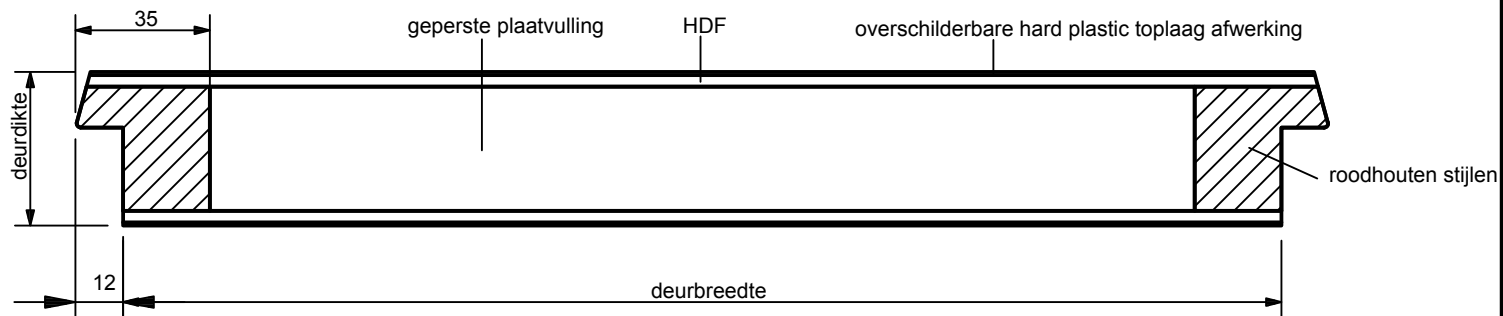 35
geperste plaatvulling
HDF
overschilderbare hard plastic toplaag afwerking
deurdikte
roodhouten stijlen
12
deurbreedte